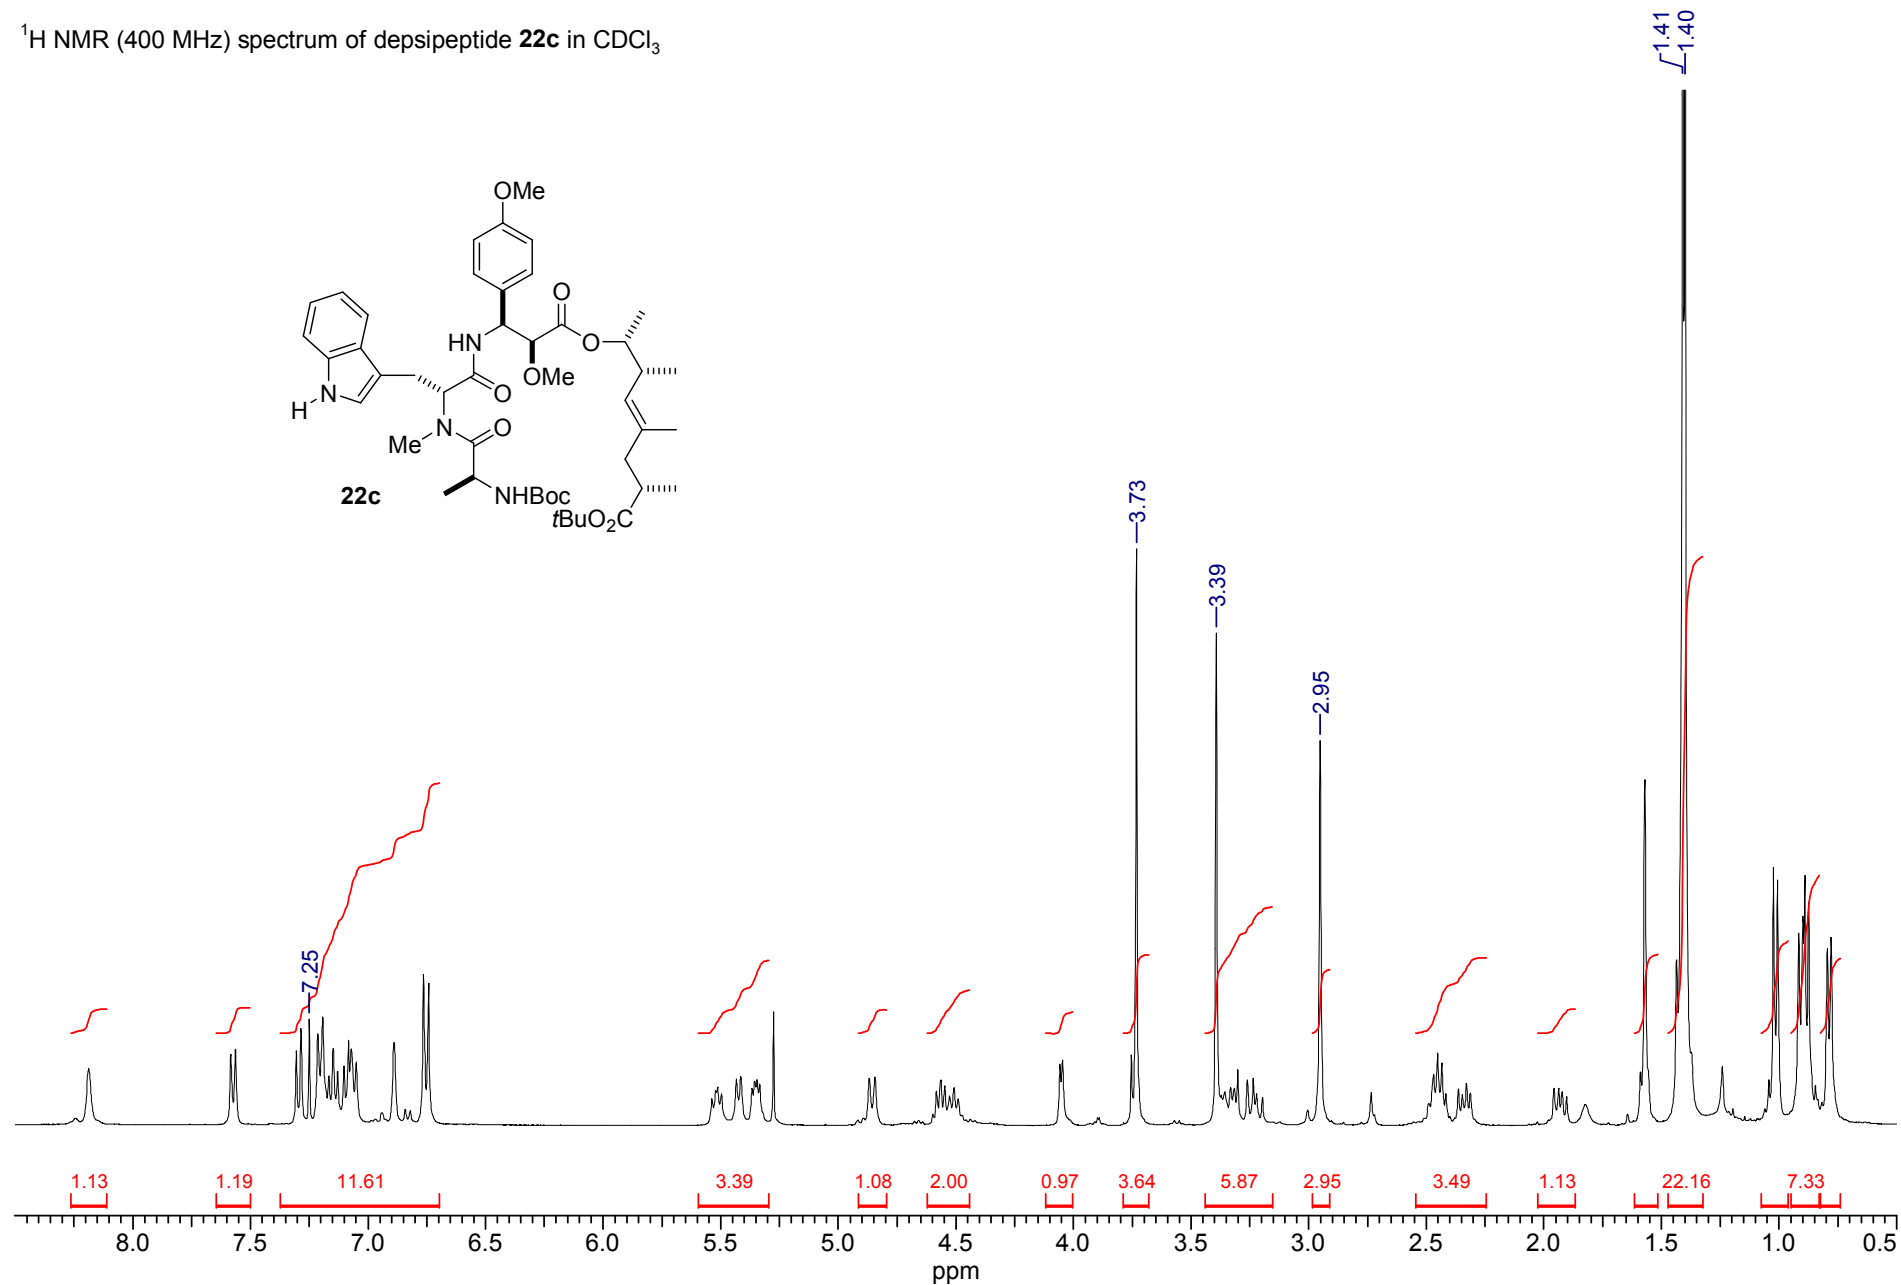 ¹H NMR (400 MHz) spectrum of depsipeptide 22c in CDCl₃
1.41
1.40
OMe
O
HN
O
OMe
O
N
H
N
O
Me
22c
NHBoc
tBuO₂C
3.73
3.39
2.95
7.25
1.13 1.19 11.61 3.39 1.08 2.00 0.97 3.64 5.87 2.95 3.49 1.13 22.16 7.33
8.0 7.5 7.0 6.5 6.0 5.5 5.0 4.5 4.0 3.5 3.0 2.5 2.0 1.5 1.0 0.5
ppm